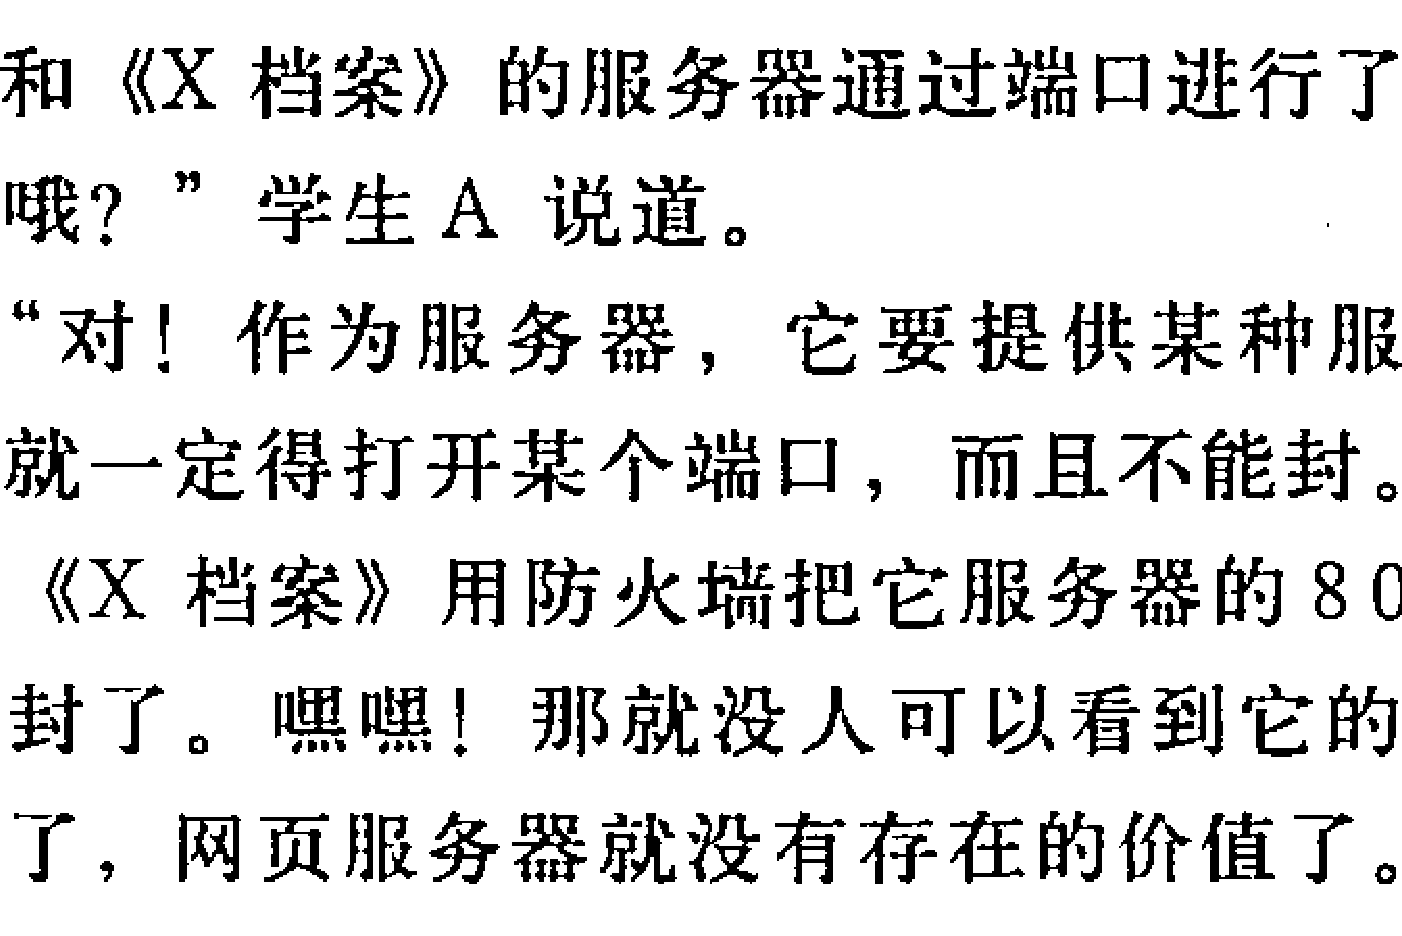 和《X 档案》的服务器通过端口进行了
哦？”学生 A 说道。
“对！作为服务器，它要提供某种服
就一定得打开某个端口，而且不能封。
《X 档案》用防火墙把它服务器的 80
封了。嘿嘿！那就没人可以看到它的
了，网页服务器就没有存在的价值了。